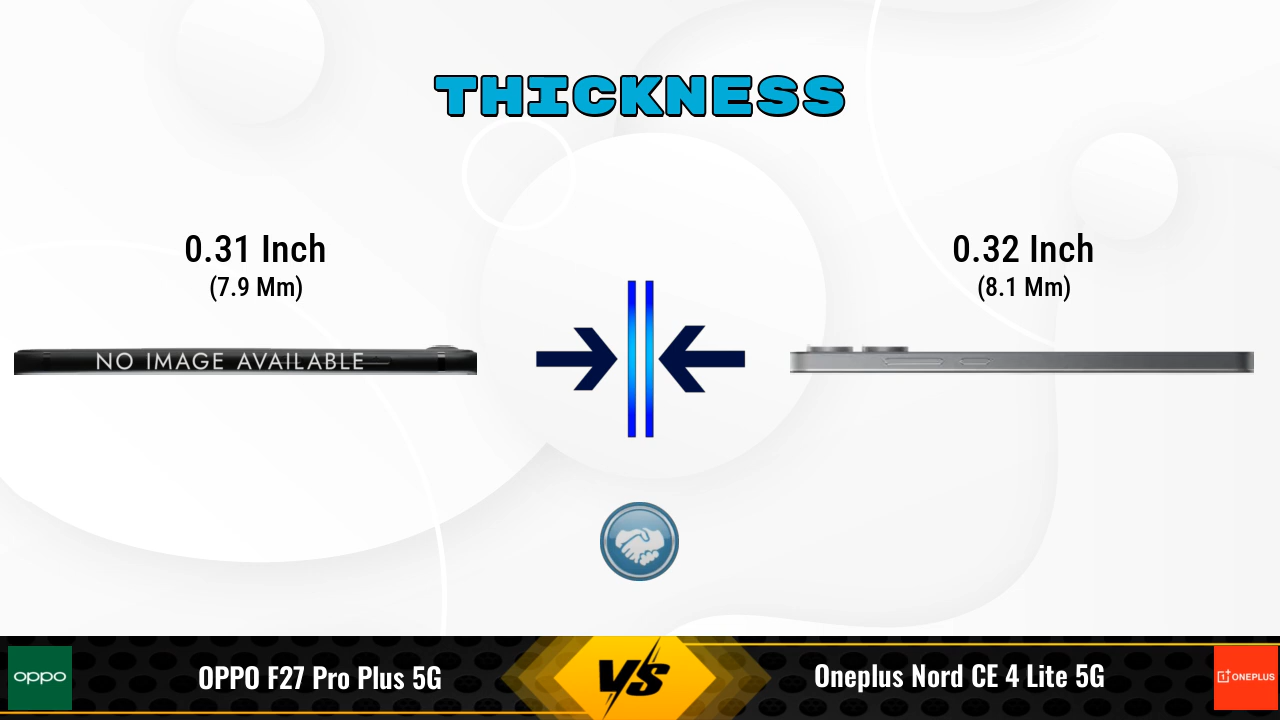 THICKNESS
0.31 Inch
(7.9 Mm)
0.32 Inch
(8.1 Mm)
NO IMAGE AVAILABLE
oppo
OPPO F27 Pro Plus 5G
VS
Oneplus Nord CE 4 Lite 5G
1+ ONEPLUS